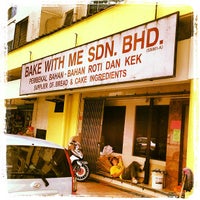 BAKE WITH ME SDN. BHD.
PEMBEKAL BAHAN - BAHAN ROTI DAN KEK
SUPPLIER OF BREAD & CAKE INGREDIENTS